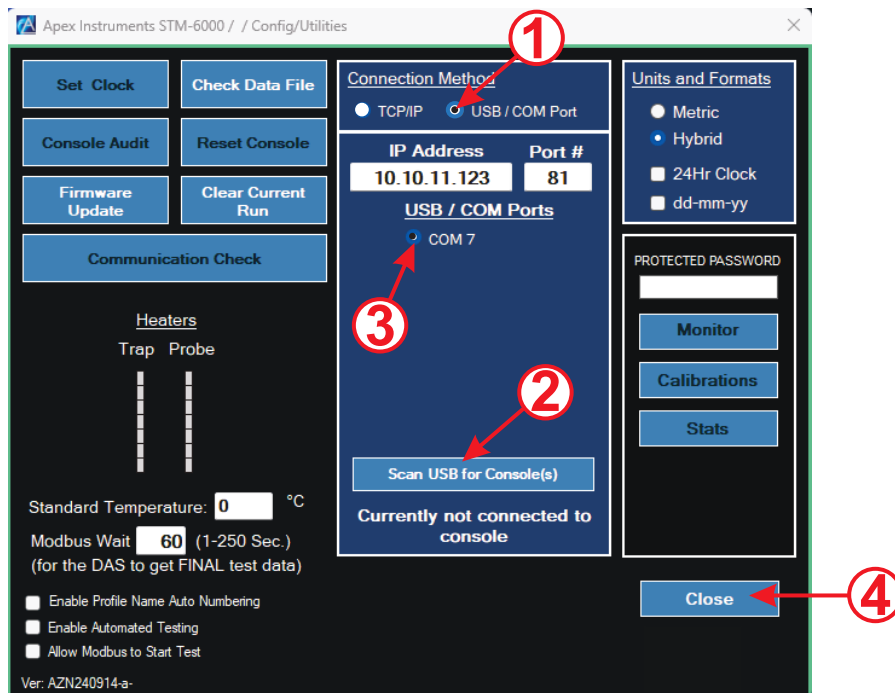 Apex Instruments STM-6000 / / Config/Utilities
1
Set Clock
Check Data File
Console Audit
Reset Console
Firmware
Update
Clear Current
Run
Communication Check
Heaters
Trap Probe
Standard Temperature: 0 °C
Modbus Wait 60 (1-250 Sec.)
(for the DAS to get FINAL test data)
Enable Profile Name Auto Numbering
Enable Automated Testing
Allow Modbus to Start Test
Ver: AZN240914-a-
Connection Method
TCP/IP USB / COM Port
IP Address Port #
10.10.11.123 81
USB / COM Ports
COM 7
3
2
Scan USB for Console(s)
Currently not connected to
console
Units and Formats
Metric
Hybrid
24Hr Clock
dd-mm-yy
PROTECTED PASSWORD
Monitor
Calibrations
Stats
Close
4